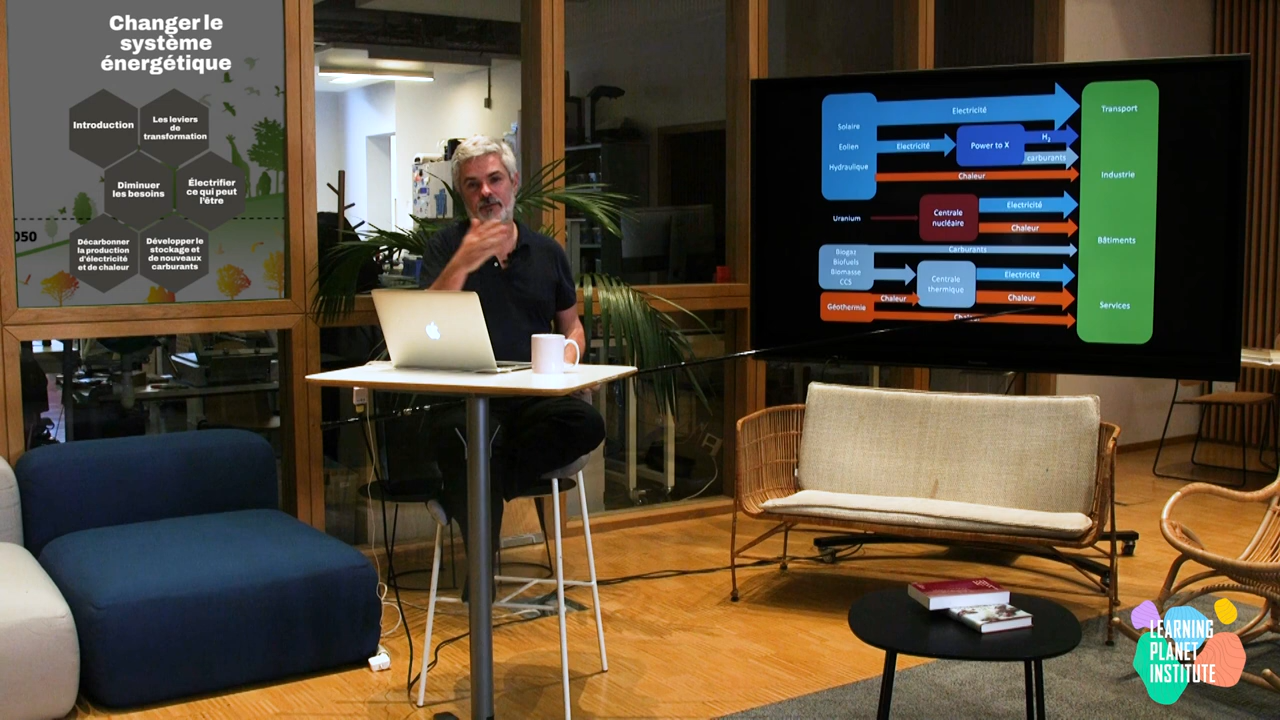 Changer le
système
énergétique
Introduction
Les leviers
de
transformation
Diminuer
les besoins
Électrifier
ce qui peut
l'être
050
Décarbonner
la production
d'électricité
et de chaleur
Développer le
stockage et
de nouveaux
carburants
Solaire
Eolien
Hydraulique
Electricité
Electricité
Power to X
H2
carburants
Chaleur
Uranium
Centrale
nucléaire
Electricité
Chaleur
Biogaz
Biofuels
Biomasse
CCS
Carburants
Centrale
thermique
Electricité
Chaleur
Géothermie
Chaleur
Transport
Industrie
Bâtiments
Services
LEARNING
PLANET
INSTITUTE